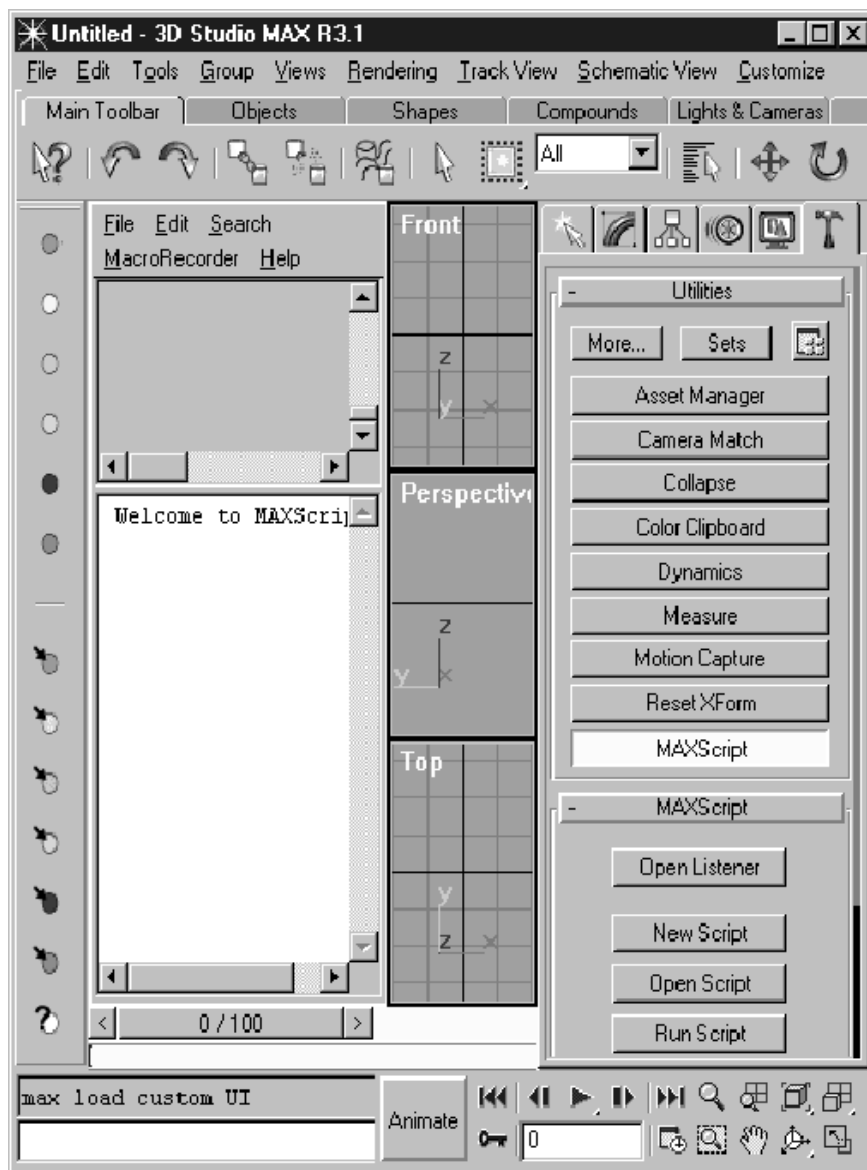 Untitled - 3D Studio MAX R3.1
File Edit Tools Group Views Rendering Track View Schematic View Customize
Main Toolbar Objects Shapes Compounds Lights & Cameras
All
File Edit Search
MacroRecorder Help
Welcome to MAXScrip
Front
z
y x
Perspective
z
y x
Top
y
z x
Utilities
More... Sets
Asset Manager
Camera Match
Collapse
Color Clipboard
Dynamics
Measure
Motion Capture
Reset XForm
MAXScript
MAXScript
Open Listener
New Script
Open Script
Run Script
< 0 / 100 >
max load custom UI
Animate
0